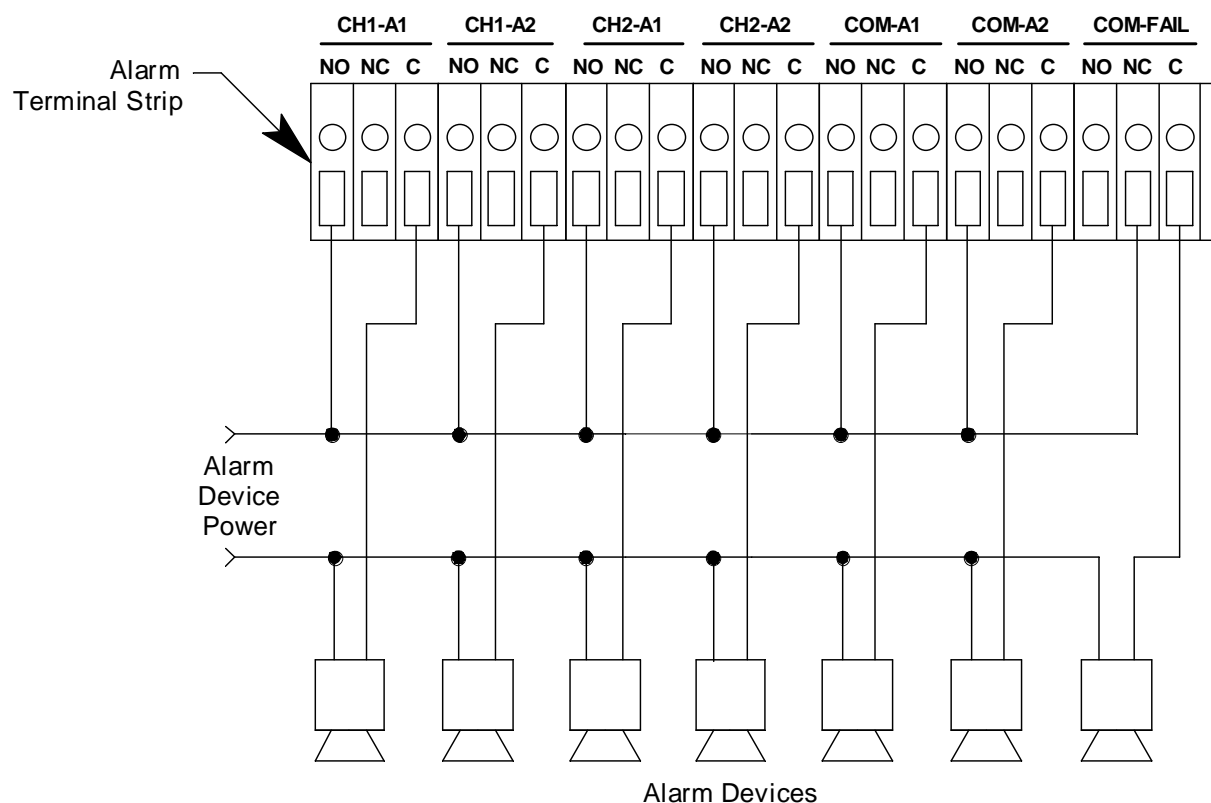 CH1-A1 CH1-A2 CH2-A1 CH2-A2 COM-A1 COM-A2 COM-FAIL
NO NC C NO NC C NO NC C NO NC C NO NC C NO NC C NO NC C
Alarm
Terminal Strip
Alarm
Device
Power
Alarm Devices